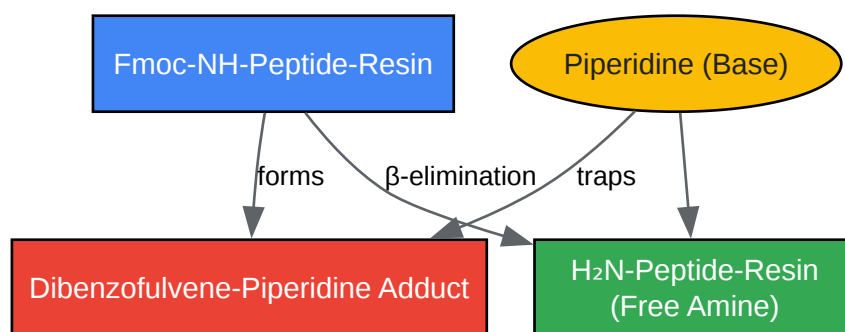 Fmoc-NH-Peptide-Resin
Piperidine (Base)
forms
β-elimination
traps
Dibenzofulvene-Piperidine Adduct
H₂N-Peptide-Resin
(Free Amine)